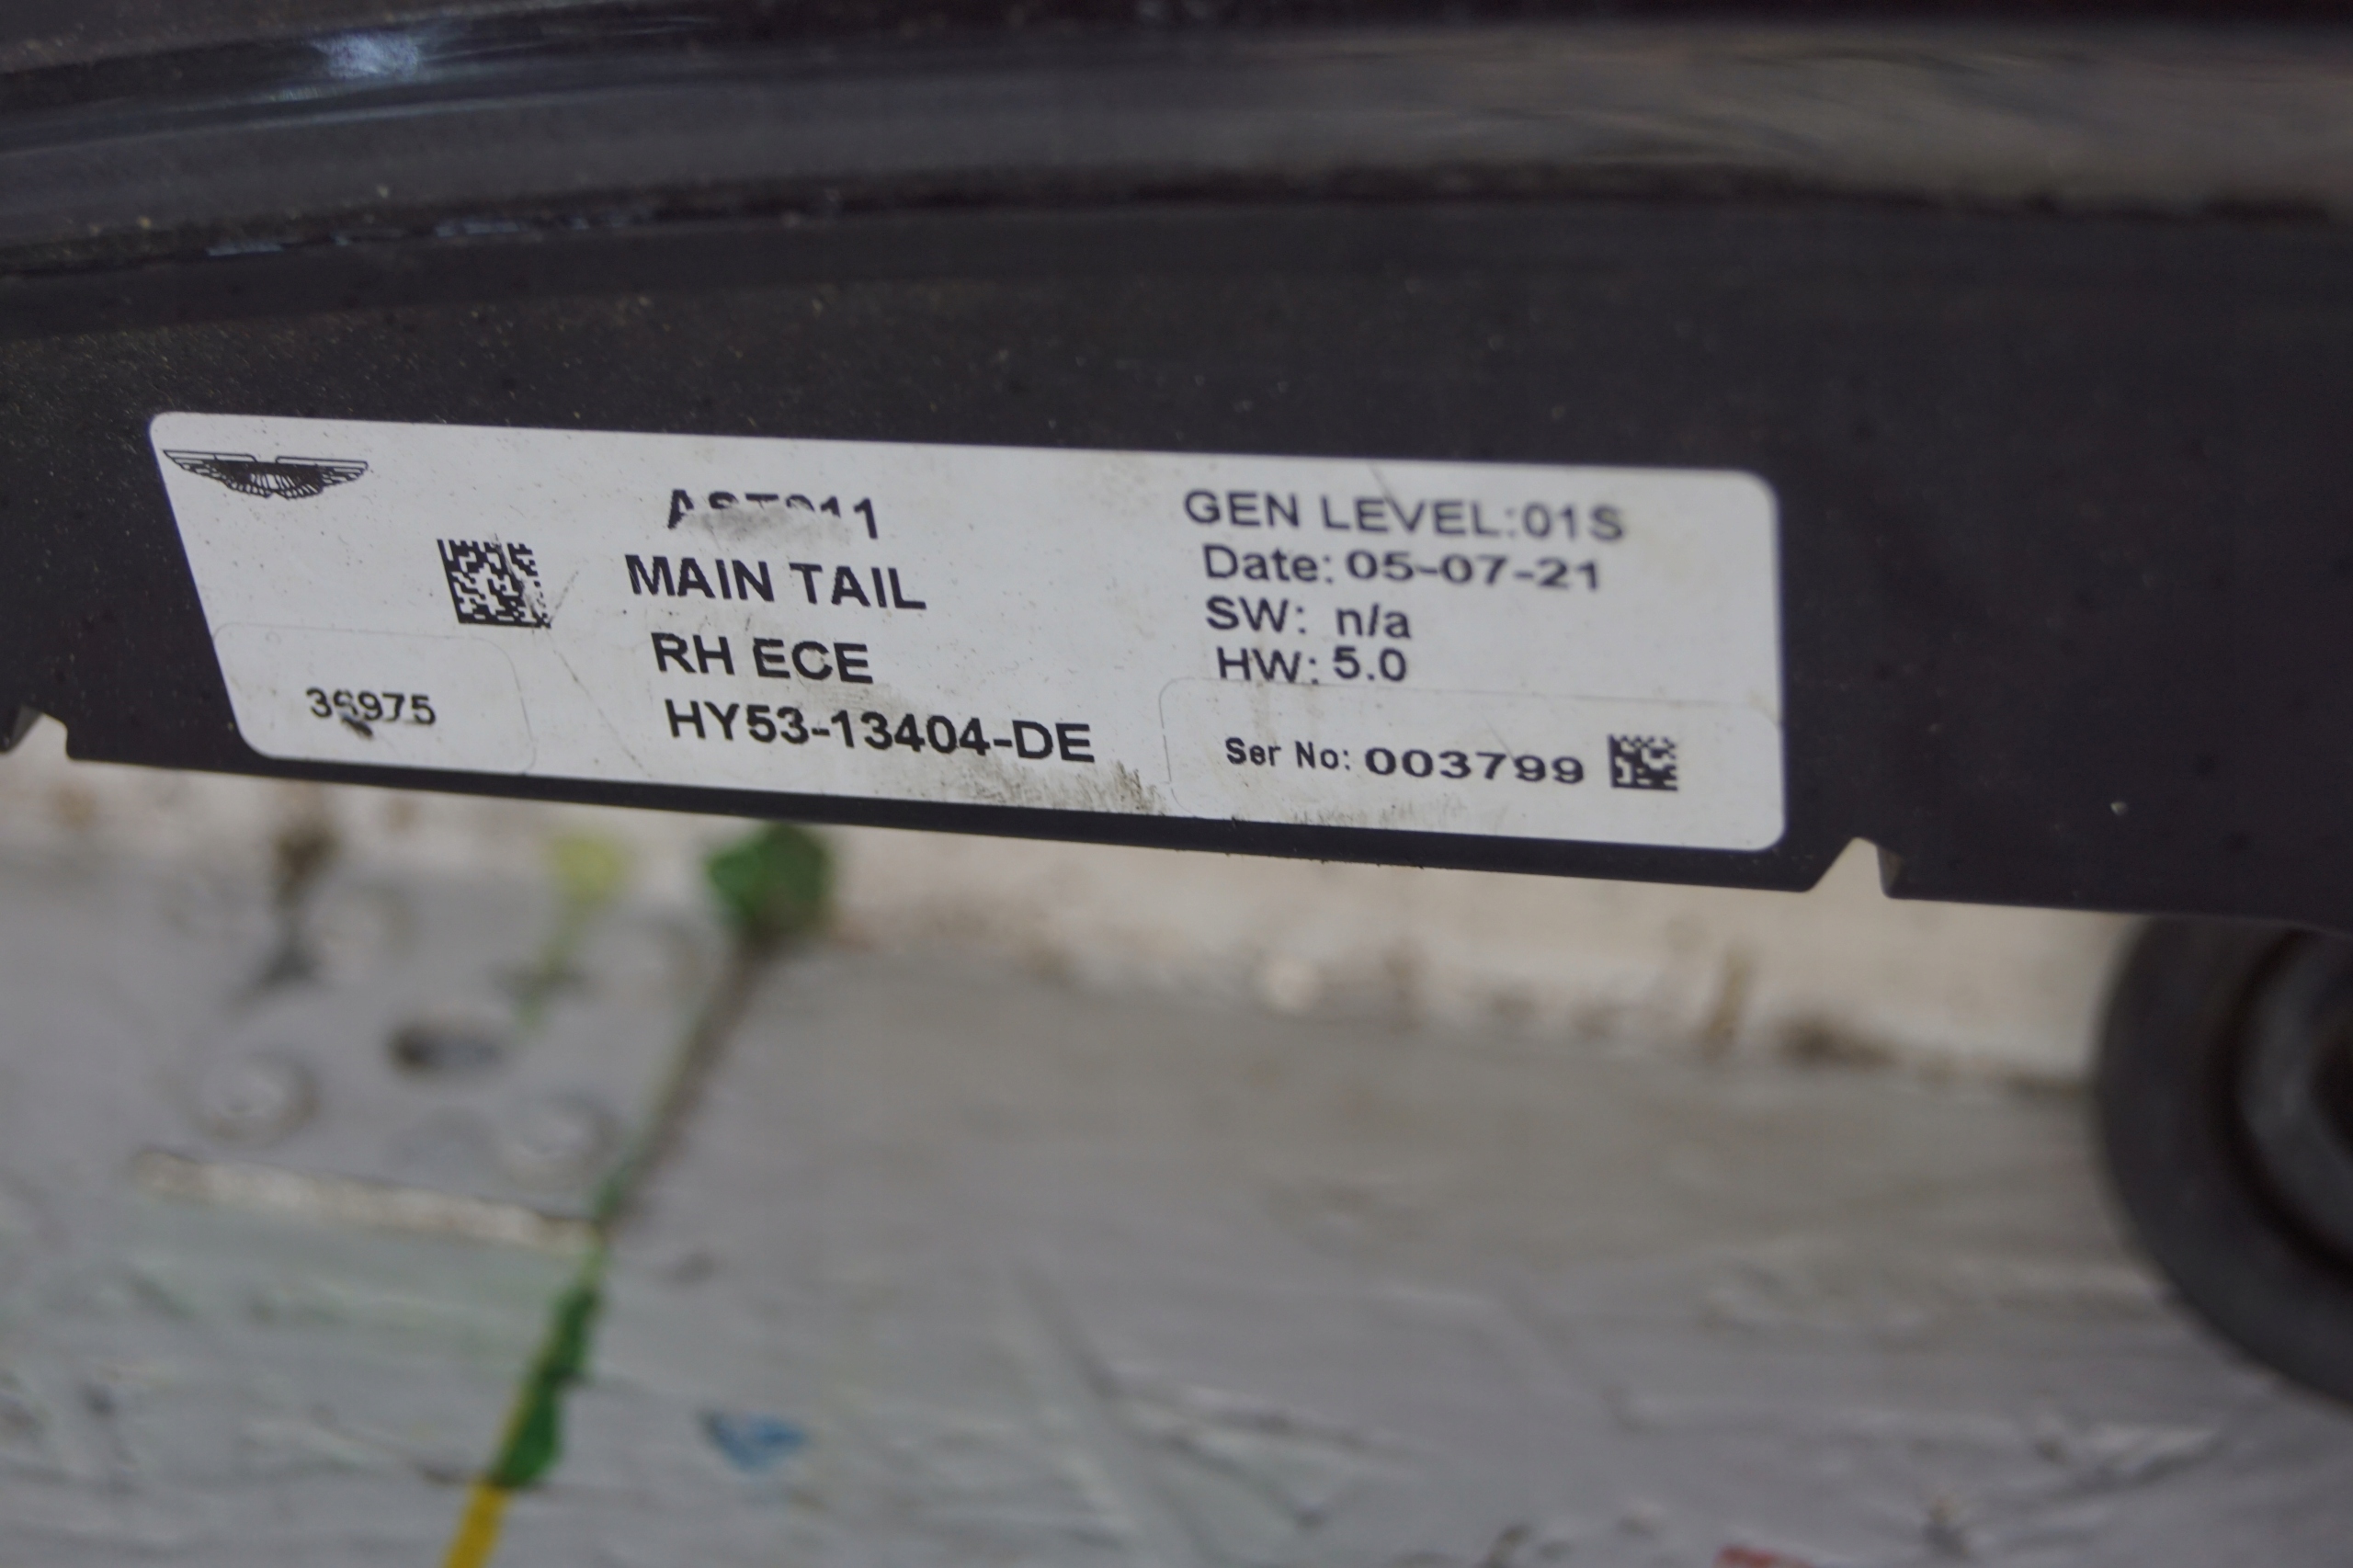 MAIN TAIL
RH ECE
HY53-13404-DE
36975
GEN LEVEL:01S
Date: 05-07-21
SW: n/a
HW: 5.0
Ser No: 003799